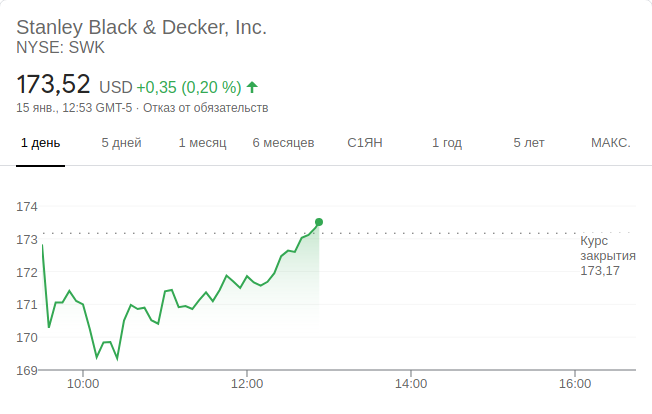 Stanley Black & Decker, Inc.
NYSE: SWK
173,52 USD +0,35 (0,20 %)
15 янв., 12:53 GMT-5 · Отказ от обязательств
1 день 5 дней 1 месяц 6 месяцев С1ЯН 1 год 5 лет МАКС.
174
173
Курс
закрытия
173,17
172
171
170
169
10:00 12:00 14:00 16:00